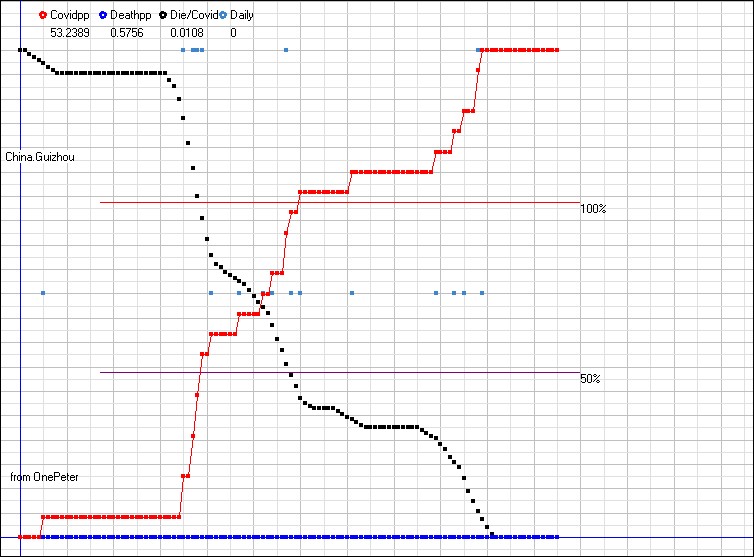 Covidpp Deathpp Die/Covid Daily
53.2389 0.5756 0.0108 0
China.Guizhou
100%
50%
from OnePeter